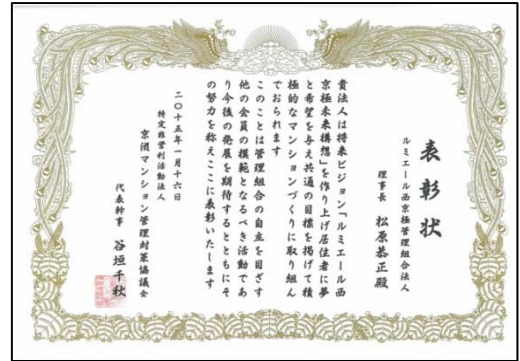 表彰状
ルミエール西京極管理組合法人
理事長 松原恭正殿
貴法人は将来ビジョン「ルミエール西
京極未来構想」を作り上げ居住者に夢
と希望を与え共通の目標を掲げて積
極的なマンションづくりに取り組ん
でおられます
このことは管理組合の自立を目ざす
他の会員の模範となるべき活動であ
り今後の発展を期待するとともにそ
の努力を称えここに表彰いたします
二〇十五年一月十六日
特定非営利活動法人
京滋マンション管理対策協議会
代表幹事 谷垣千秋